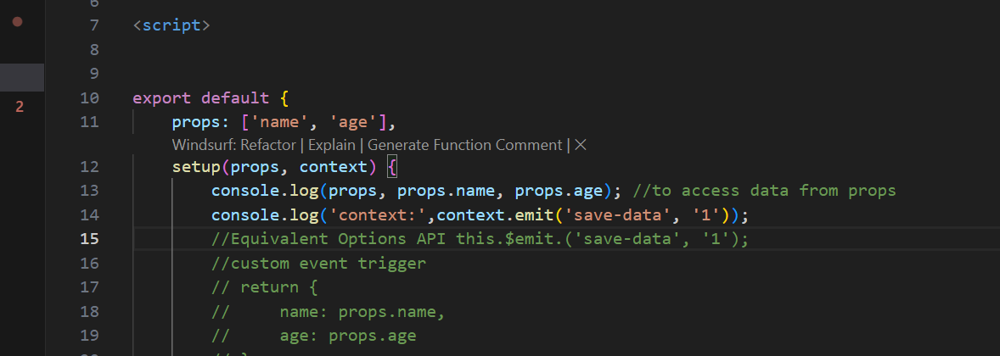 6
7 <script>
8
9
10 export default {
11 props: ['name', 'age'],
Windsurf: Refactor | Explain | Generate Function Comment | ×
12 setup(props, context) {
13 console.log(props, props.name, props.age); //to access data from props
14 console.log('context:',context.emit('save-data', '1'));
2
15 //Equivalent Options API this.$emit.('save-data', '1');
16 //custom event trigger
17 // return {
18 //     name: props.name,
19 //     age: props.age